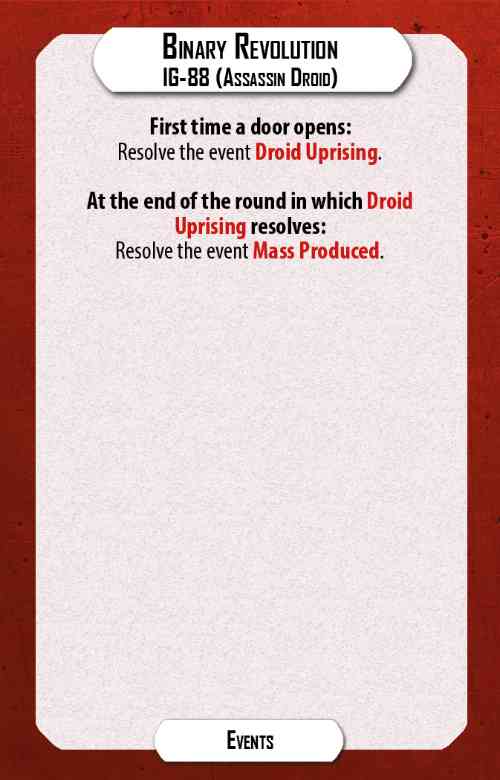 Binary Revolution
IG-88 (Assassin Droid)
First time a door opens:
Resolve the event Droid Uprising.
At the end of the round in which Droid
Uprising resolves:
Resolve the event Mass Produced.
Events